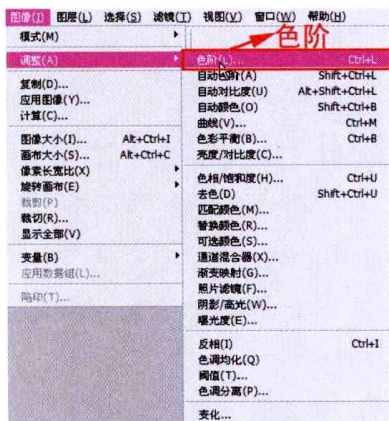 图像(I) 图层(L) 选择(S) 滤镜(T) 视图(V) 窗口(W) 帮助(H)
模式(M)
色阶
调整(A)
复制(D)...
应用图像(Y)...
计算(C)...
图像大小(I)... Alt+Ctrl+I
画布大小(S)... Alt+Ctrl+C
像素长宽比(X)
旋转画布(E)
裁剪(P)
裁切(R)...
显示全部(V)
变量(B)
应用数据组(L)...
陷印(T)...
色阶(L)... Ctrl+L
自动色阶(A) Shift+Ctrl+L
自动对比度(U) Alt+Shift+Ctrl+L
自动颜色(O) Shift+Ctrl+B
曲线(V)... Ctrl+M
色彩平衡(B)... Ctrl+B
亮度/对比度(C)...
色相/饱和度(H)... Ctrl+U
去色(D) Shift+Ctrl+U
匹配颜色(M)...
替换颜色(R)...
可选颜色(S)...
通道混合器(X)...
渐变映射(G)...
照片滤镜(F)...
阴影/高光(W)...
曝光度(E)...
反相(I) Ctrl+I
色调均化(Q)
阈值(T)...
色调分离(P)...
变化...